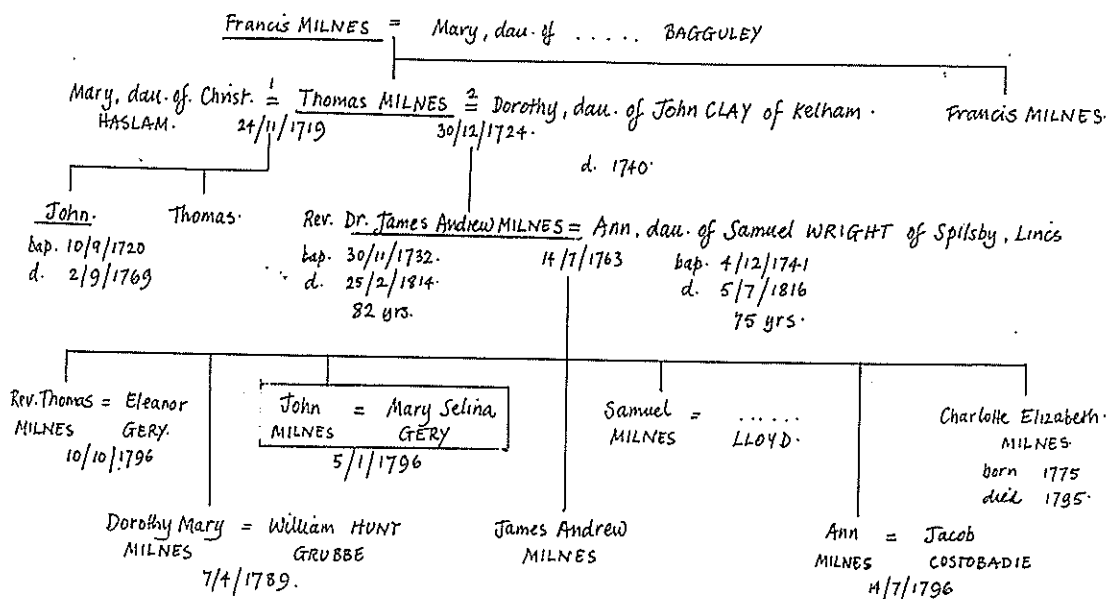 Francis MILNES = Mary, dau. of ..... BAGGULEY
Mary, dau. of. Christ. 1 = Thomas MILNES 2 = Dorothy, dau. of John CLAY of Kelham. Francis MILNES.
HASLAM. 24/11/1719 30/12/1724.
d. 1740.
John. Thomas. Rev. Dr. James Andrew MILNES = Ann, dau. of Samuel WRIGHT of Spilsby, Lincs
bap. 10/9/1720 bap. 30/11/1732. 14/7/1763 bap. 4/12/1741
d. 2/9/1769 d. 25/2/1814. d. 5/7/1816
82 yrs. 75 yrs.
Rev. Thomas = Eleanor John = Mary Selina Samuel = ...... Charlotte Elizabeth.
MILNES GERY. MILNES GERY MILNES LLOYD. MILNES.
10/10/1796 5/1/1796 born 1775
died 1795.
Dorothy Mary = William HUNT James Andrew Ann = Jacob
MILNES GRUBBE MILNES MILNES COSTOBADIE
7/4/1789. 14/7/1796